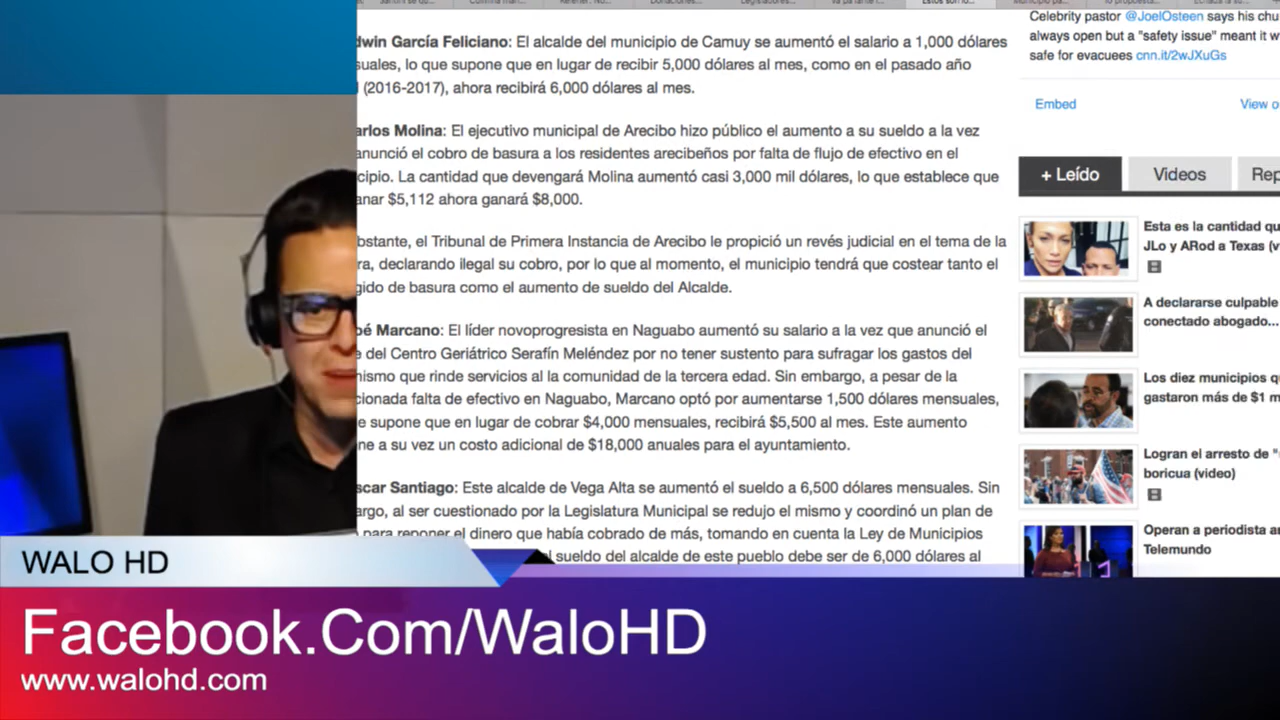 dwin García Feliciano: El alcalde del municipio de Camuy se aumentó el salario a 1,000 dólares
suales, lo que supone que en lugar de recibir 5,000 dólares al mes, como en el pasado año
(2016-2017), ahora recibirá 6,000 dólares al mes.
arlos Molina: El ejecutivo municipal de Arecibo hizo público el aumento a su sueldo a la vez
anunció el cobro de basura a los residentes arecibeños por falta de flujo de efectivo en el
cipio. La cantidad que devengará Molina aumentó casi 3,000 mil dólares, lo que establece que
anar $5,112 ahora ganará $8,000.
bstante, el Tribunal de Primera Instancia de Arecibo le propició un revés judicial en el tema de la
ra, declarando ilegal su cobro, por lo que al momento, el municipio tendrá que costear tanto el
gido de basura como el aumento de sueldo del Alcalde.
é Marcano: El líder novoprogresista en Naguabo aumentó su salario a la vez que anunció el
e del Centro Geriátrico Serafín Meléndez por no tener sustento para sufragar los gastos del
nismo que rinde servicios al la comunidad de la tercera edad. Sin embargo, a pesar de la
cionada falta de efectivo en Naguabo, Marcano optó por aumentarse 1,500 dólares mensuales,
e supone que en lugar de cobrar $4,000 mensuales, recibirá $5,500 al mes. Este aumento
ne a su vez un costo adicional de $18,000 anuales para el ayuntamiento.
scar Santiago: Este alcalde de Vega Alta se aumentó el sueldo a 6,500 dólares mensuales. Sin
argo, al ser cuestionado por la Legislatura Municipal se redujo el mismo y coordinó un plan de
para reponer el dinero que había cobrado de más, tomando en cuenta la Ley de Municipios
l sueldo del alcalde de este pueblo debe ser de 6,000 dólares al
Celebrity pastor @JoelOsteen says his chu
always open but a "safety issue" meant it w
safe for evacuees cnn.it/2wJXuGs
Embed View o
+ Leído Videos Rep
Esta es la cantidad qu
JLo y ARod a Texas (v
A declararse culpable
conectado abogado...
Los diez municipios q
gastaron más de $1 m
Logran el arresto de "
boricua (video)
Operan a periodista a
Telemundo
WALO HD
Facebook.Com/WaloHD
www.walohd.com